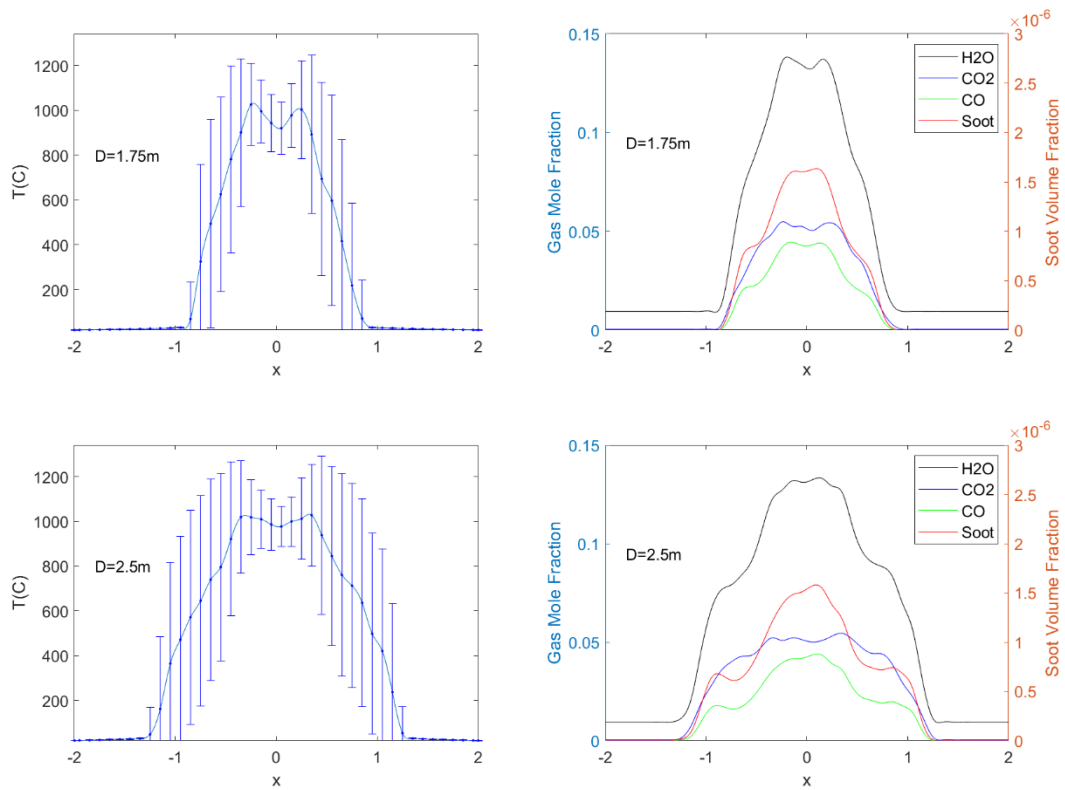 T(C)
1200
1000
800
600
400
200
D=1.75m
-2 -1 0 1 2
x
Gas Mole Fraction
0.15
0.1
0.05
0
D=1.75m
H2O
CO2
CO
Soot
×10⁻⁶
3
2.5
2
1.5
1
0.5
0
Soot Volume Fraction
-2 -1 0 1 2
x
T(C)
1200
1000
800
600
400
200
D=2.5m
-2 -1 0 1 2
x
Gas Mole Fraction
0.15
0.1
0.05
0
D=2.5m
H2O
CO2
CO
Soot
×10⁻⁶
3
2.5
2
1.5
1
0.5
0
Soot Volume Fraction
-2 -1 0 1 2
x